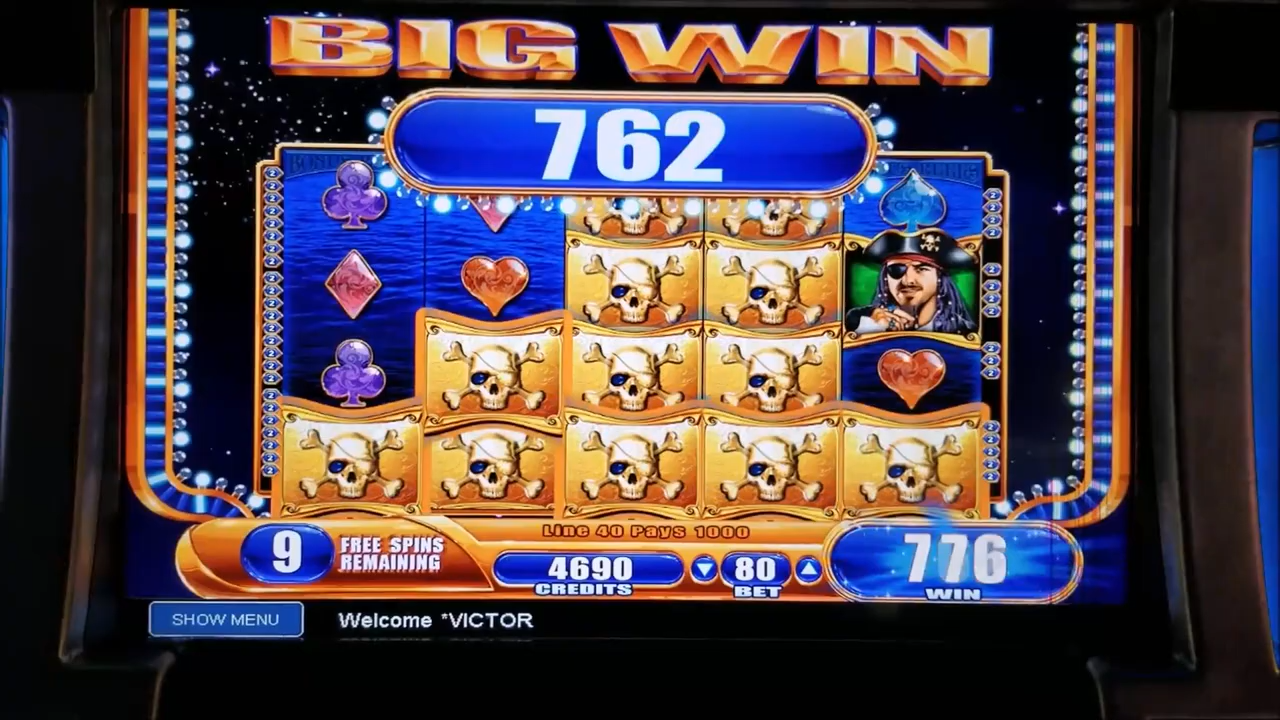 BIG WIN
762
Line 40 Pays 1000
9
FREE SPINS
REMAINING
4690
CREDITS
80
BET
776
WIN
SHOW MENU
Welcome *VICTOR